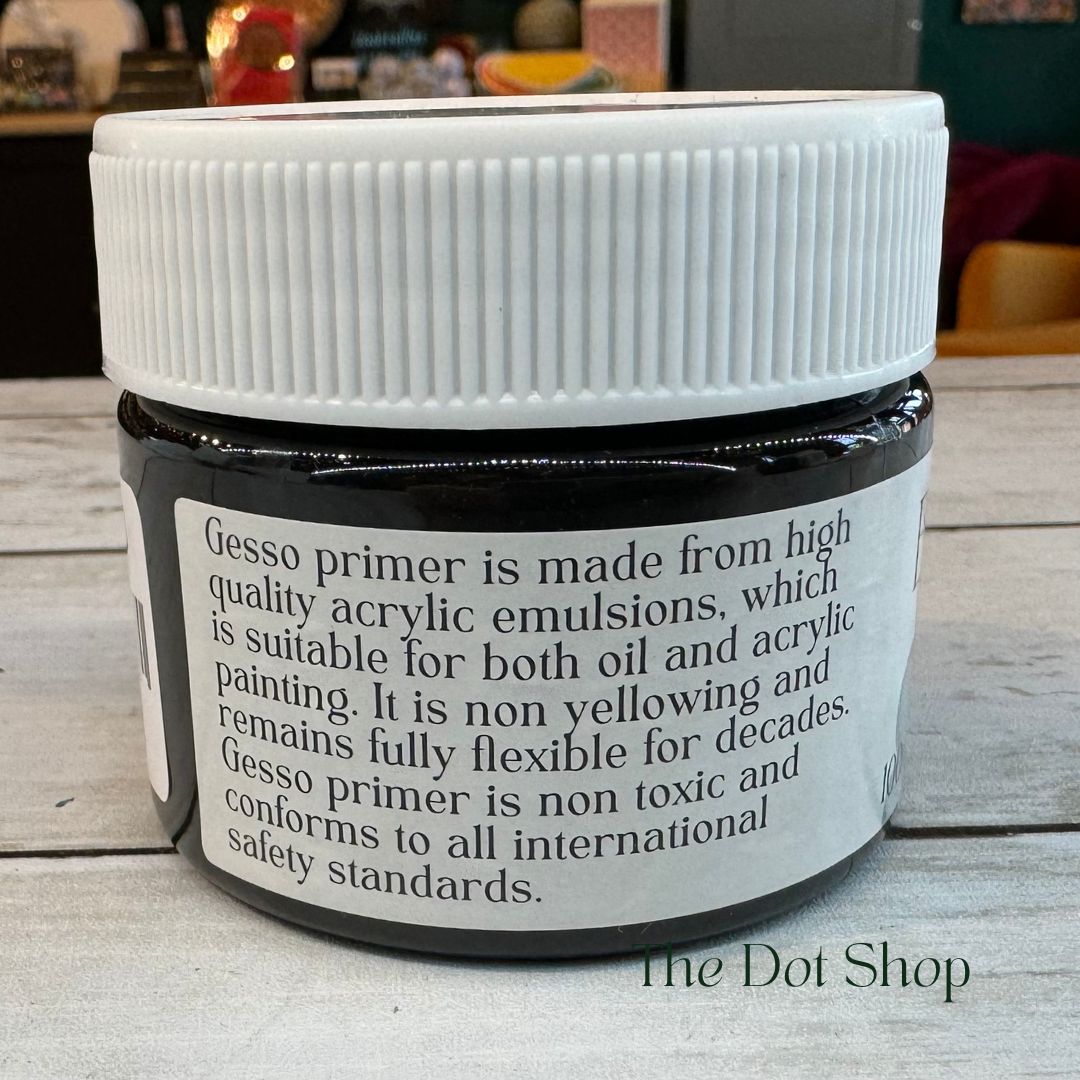 Gesso primer is made from high
quality acrylic emulsions, which
is suitable for both oil and acrylic
painting. It is non yellowing and
remains fully flexible for decades.
Gesso primer is non toxic and
conforms to all international
safety standards.
The Dot Shop